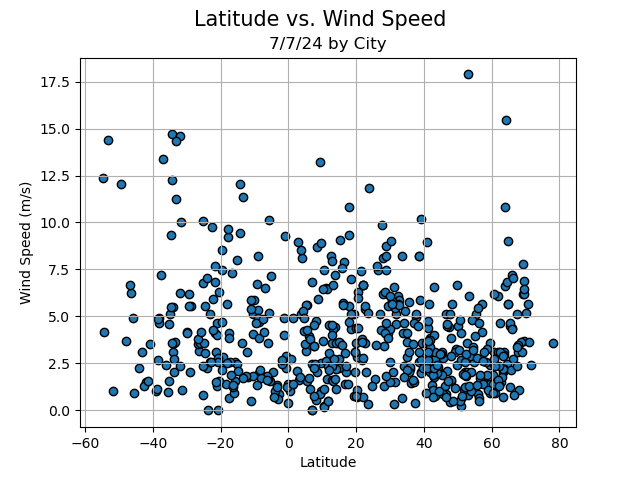 Latitude vs. Wind Speed
7/7/24 by City
17.5
15.0
12.5
10.0
7.5
5.0
2.5
0.0
Wind Speed (m/s)
−60 −40 −20 0 20 40 60 80
Latitude